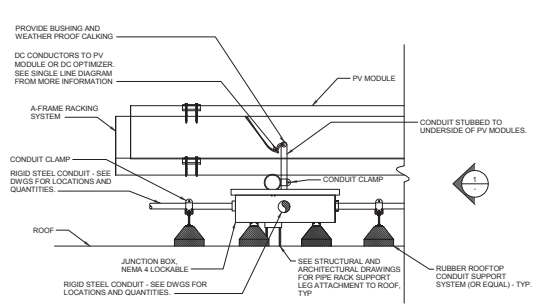 PROVIDE BUSHING AND
WEATHER PROOF CALKING
DC CONDUCTORS TO PV
MODULE OR DC OPTIMIZER.
SEE SINGLE LINE DIAGRAM
FROM MORE INFORMATION
PV MODULE
A-FRAME RACKING
SYSTEM
CONDUIT STUBBED TO
UNDERSIDE OF PV MODULES.
CONDUIT CLAMP
RIGID STEEL CONDUIT - SEE
DWGS FOR LOCATIONS AND
QUANTITIES.
CONDUIT CLAMP
1
-
ROOF
JUNCTION BOX,
NEMA 4 LOCKABLE
RIGID STEEL CONDUIT - SEE DWGS FOR
LOCATIONS AND QUANTITIES.
SEE STRUCTURAL AND
ARCHITECTURAL DRAWINGS
FOR PIPE RACK SUPPORT
LEG ATTACHMENT TO ROOF,
TYP
RUBBER ROOFTOP
CONDUIT SUPPORT
SYSTEM (OR EQUAL) - TYP.